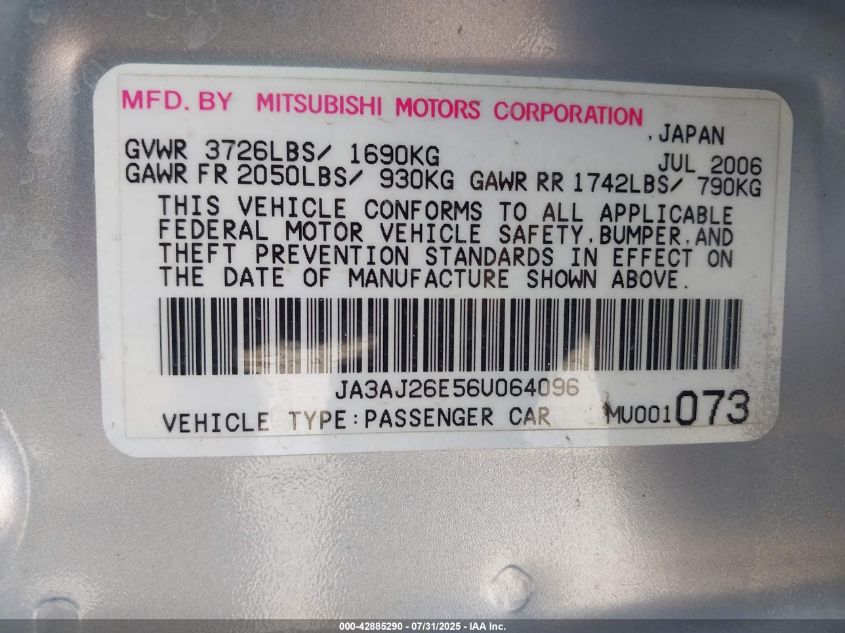 MFD. BY MITSUBISHI MOTORS CORPORATION
, JAPAN
GVWR 3726LBS/ 1690KG JUL 2006
GAWR FR 2050LBS/ 930KG GAWR RR 1742LBS/ 790KG
THIS VEHICLE CONFORMS TO ALL APPLICABLE
FEDERAL MOTOR VEHICLE SAFETY, BUMPER, AND
THEFT PREVENTION STANDARDS IN EFFECT ON
THE DATE OF MANUFACTURE SHOWN ABOVE.
JA3AJ26E56U064096
VEHICLE TYPE: PASSENGER CAR MU001 073
000-42885290 - 07/31/2025 - IAA Inc.